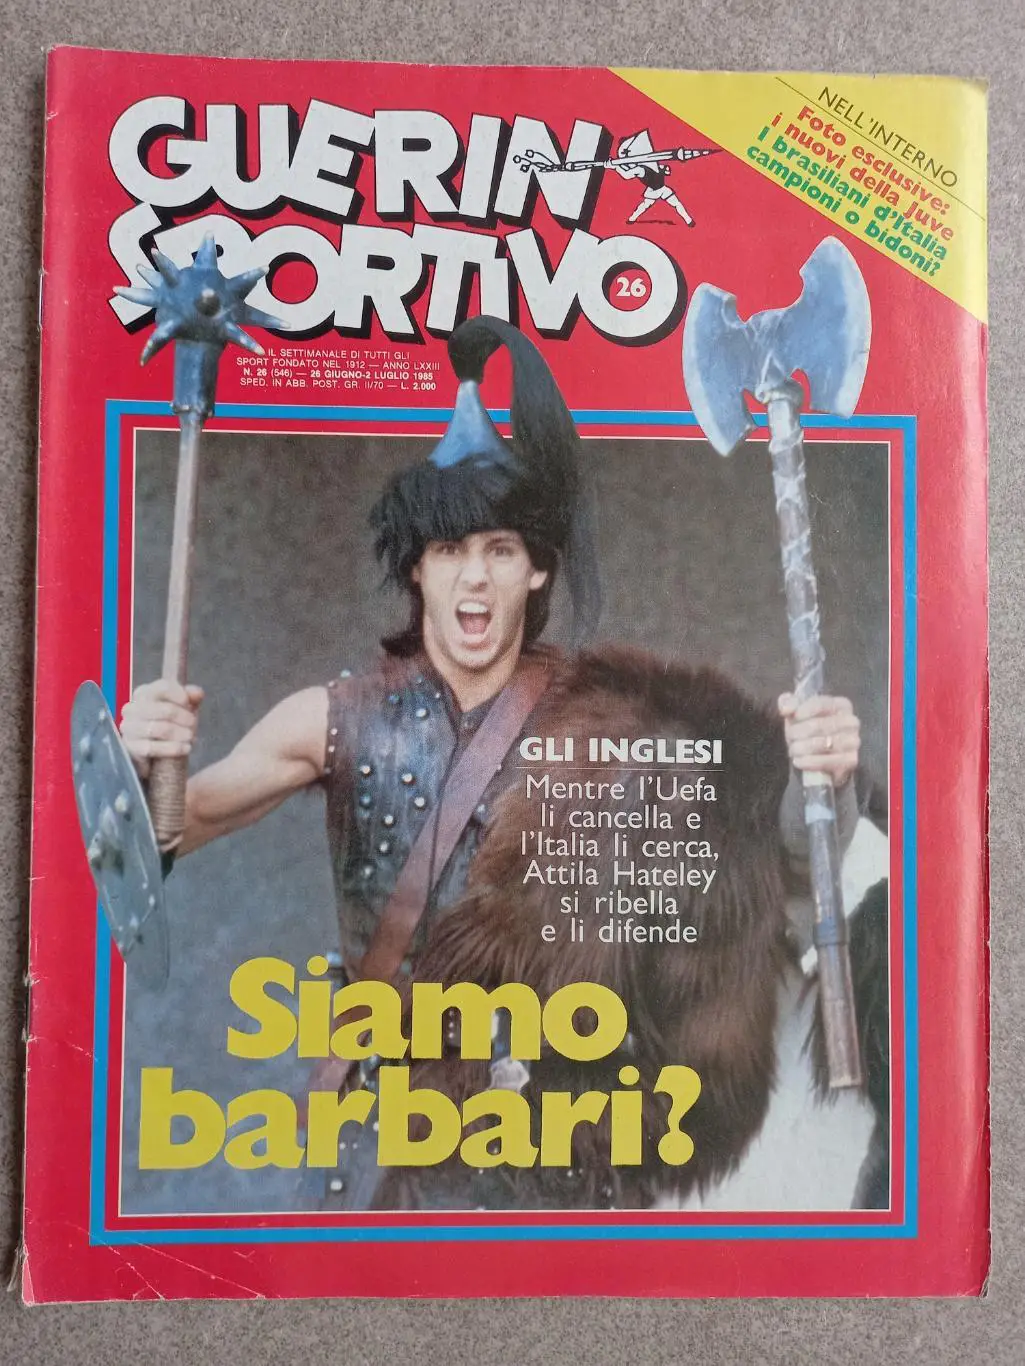 GUERIN
SPORTIVO
26
IL SETTIMANALE DI TUTTI GLI
SPORT FONDATO NEL 1912 — ANNO LXXIII
N. 26 (546) — 26 GIUGNO-2 LUGLIO 1985
SPED. IN ABB. POST. GR. II/70 — L. 2.000
NELL'INTERNO
Foto esclusive:
i nuovi della Juve
I brasiliani d'Italia
campioni o bidoni?
GLI INGLESI
Mentre l'Uefa
li cancella e
l'Italia li cerca,
Attila Hateley
si ribella
e li difende
Siamo
barbari?